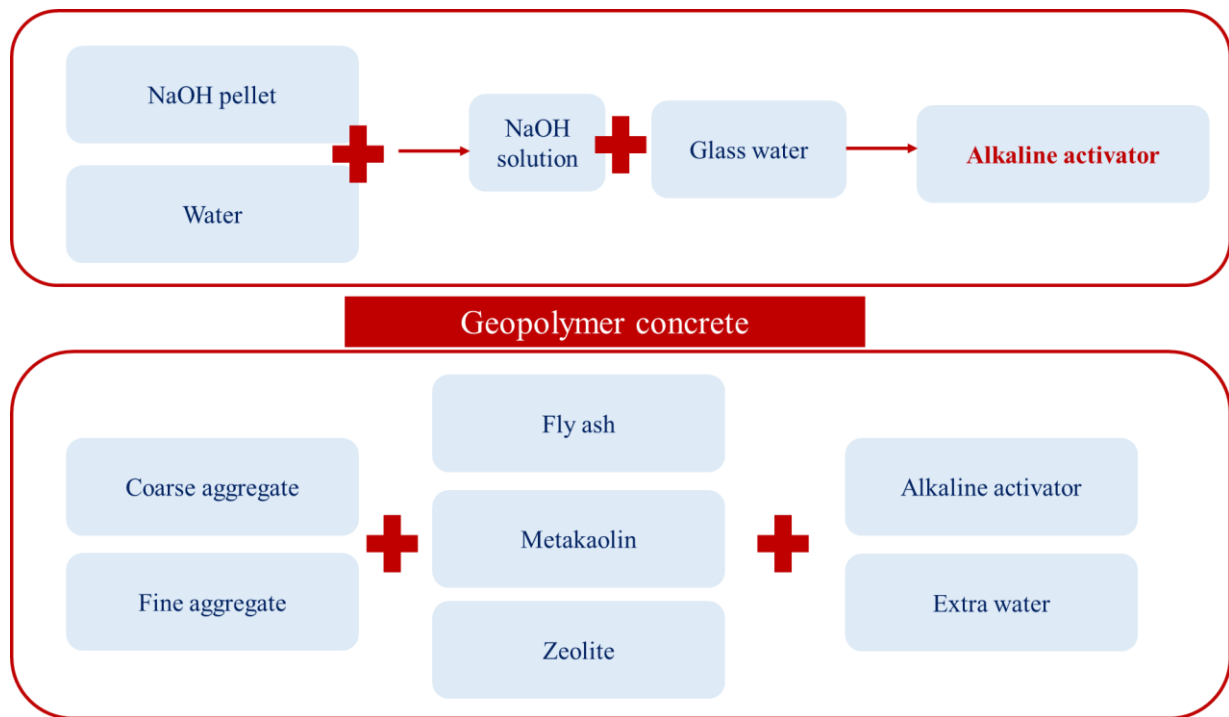 NaOH pellet
Water
NaOH
solution
Glass water
Alkaline activator
Geopolymer concrete
Coarse aggregate
Fine aggregate
Fly ash
Metakaolin
Zeolite
Alkaline activator
Extra water